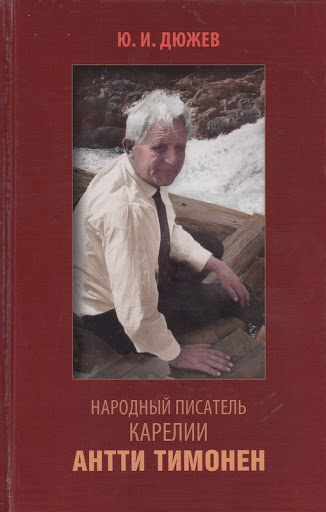 Ю. И. ДЮЖЕВ
НАРОДНЫЙ ПИСАТЕЛЬ
КАРЕЛИИ
АНТТИ ТИМОНЕН